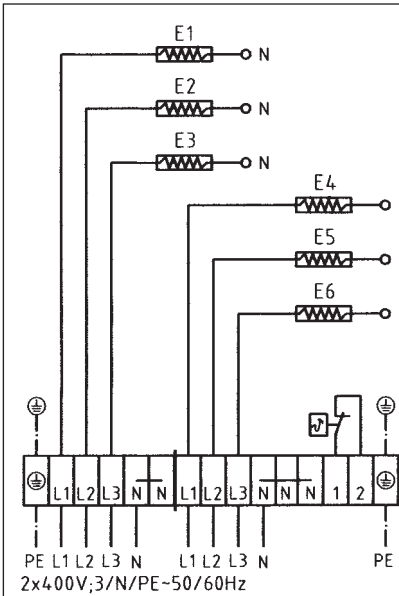 E1
N
E2
N
E3
N
E4
E5
E6
L1 L2 L3 N N L1 L2 L3 N N N 1 2
PE L1 L2 L3 N L1 L2 L3 N PE
2x400V;3/N/PE~50/60Hz